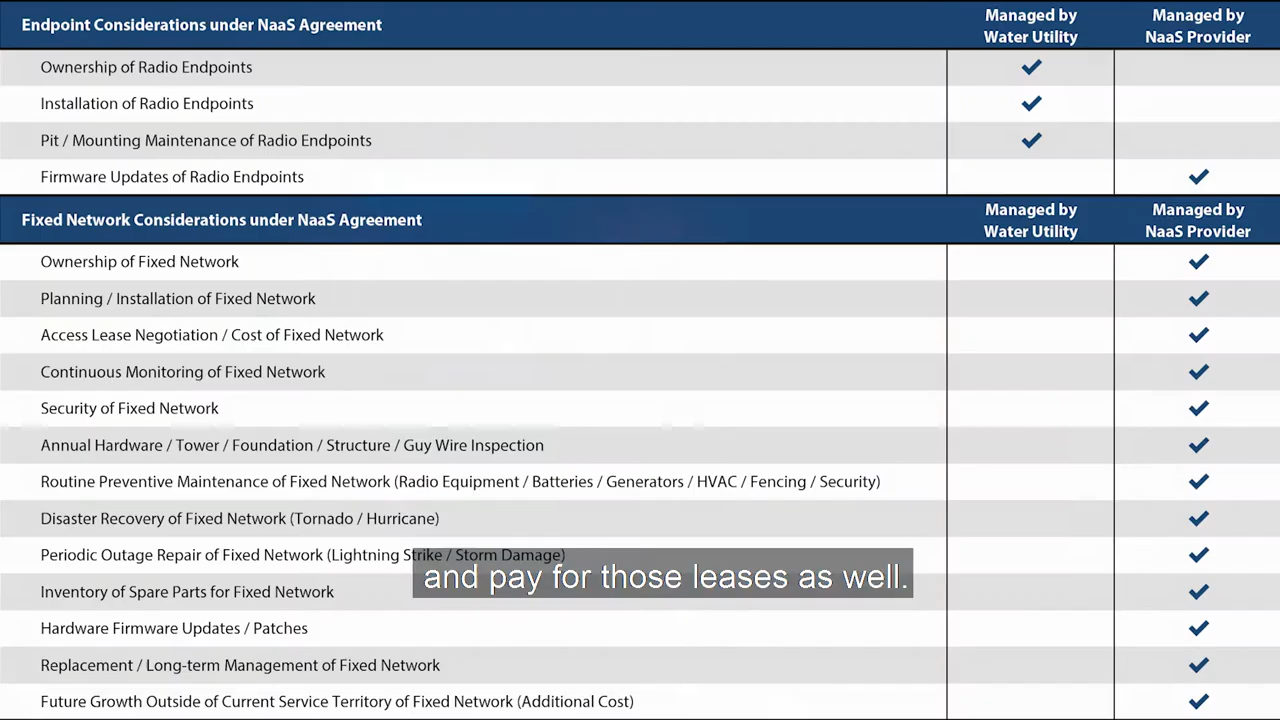 Endpoint Considerations under NaaS Agreement
Managed by
Water Utility
Managed by
NaaS Provider
Ownership of Radio Endpoints ✔
Installation of Radio Endpoints ✔
Pit / Mounting Maintenance of Radio Endpoints ✔
Firmware Updates of Radio Endpoints ✔
Fixed Network Considerations under NaaS Agreement
Managed by
Water Utility
Managed by
NaaS Provider
Ownership of Fixed Network ✔
Planning / Installation of Fixed Network ✔
Access Lease Negotiation / Cost of Fixed Network ✔
Continuous Monitoring of Fixed Network ✔
Security of Fixed Network ✔
Annual Hardware / Tower / Foundation / Structure / Guy Wire Inspection ✔
Routine Preventive Maintenance of Fixed Network (Radio Equipment / Batteries / Generators / HVAC / Fencing / Security) ✔
Disaster Recovery of Fixed Network (Tornado / Hurricane) ✔
Periodic Outage Repair of Fixed Network (Lightning Strike / Storm Damage) ✔
and pay for those leases as well.
Inventory of Spare Parts for Fixed Network ✔
Hardware Firmware Updates / Patches ✔
Replacement / Long-term Management of Fixed Network ✔
Future Growth Outside of Current Service Territory of Fixed Network (Additional Cost) ✔